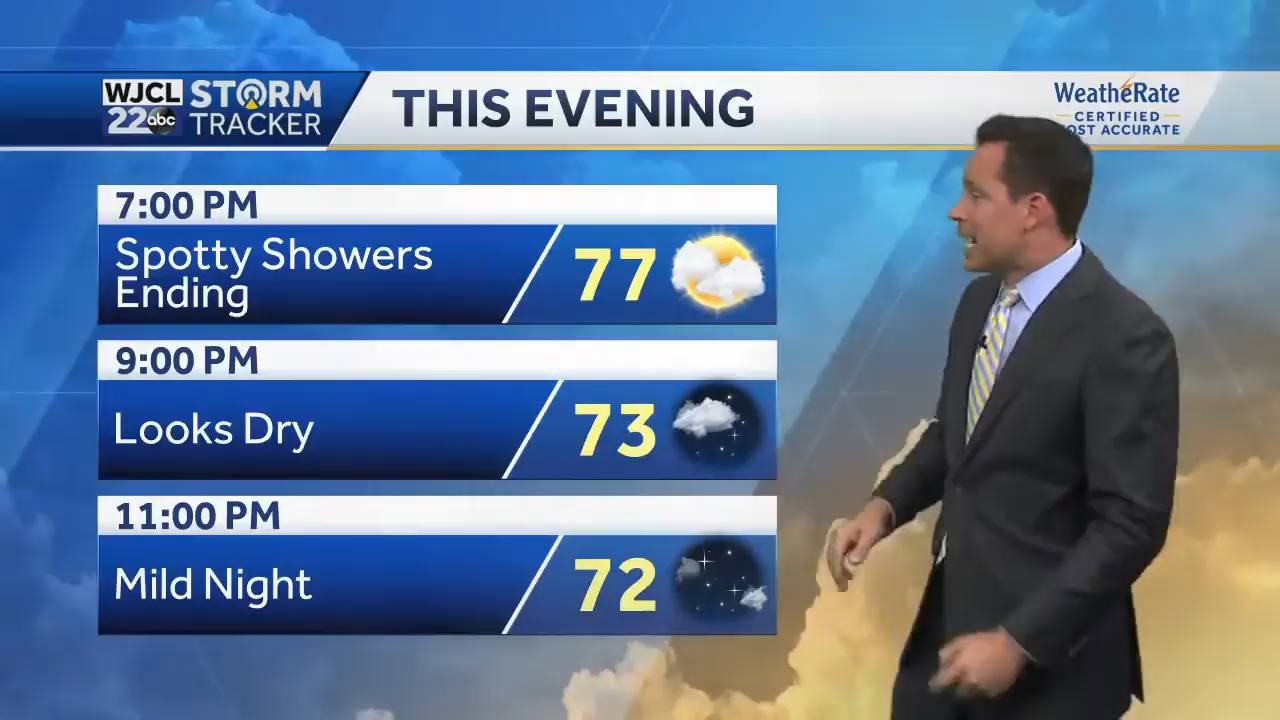 WJCL
22 abc
STORM
TRACKER
THIS EVENING
WeatheRate
CERTIFIED
ACCURATE
7:00 PM
Spotty Showers
Ending
77
9:00 PM
Looks Dry
73
11:00 PM
Mild Night
72